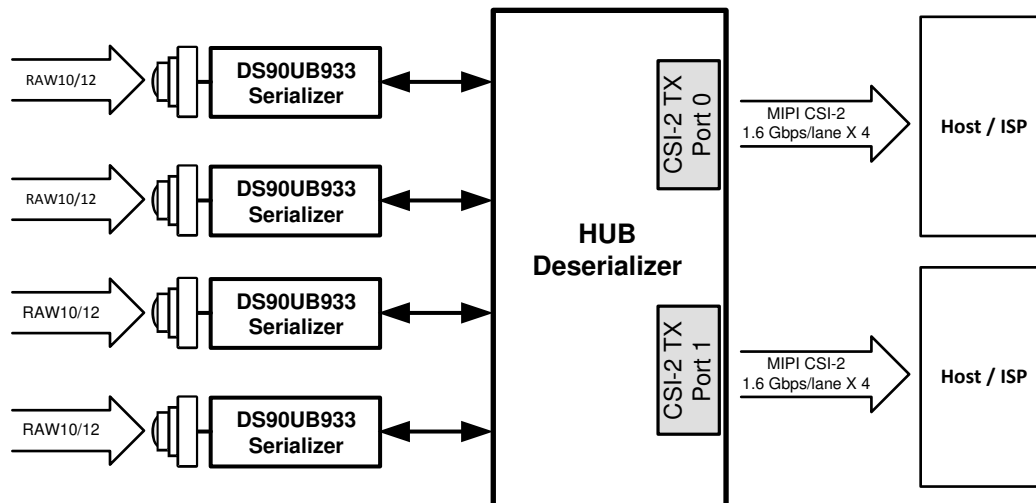 RAW10/12
DS90UB933
Serializer
RAW10/12
DS90UB933
Serializer
RAW10/12
DS90UB933
Serializer
RAW10/12
DS90UB933
Serializer
HUB
Deserializer
CSI-2 TX
Port 0
CSI-2 TX
Port 1
MIPI CSI-2
1.6 Gbps/lane X 4
Host / ISP
MIPI CSI-2
1.6 Gbps/lane X 4
Host / ISP